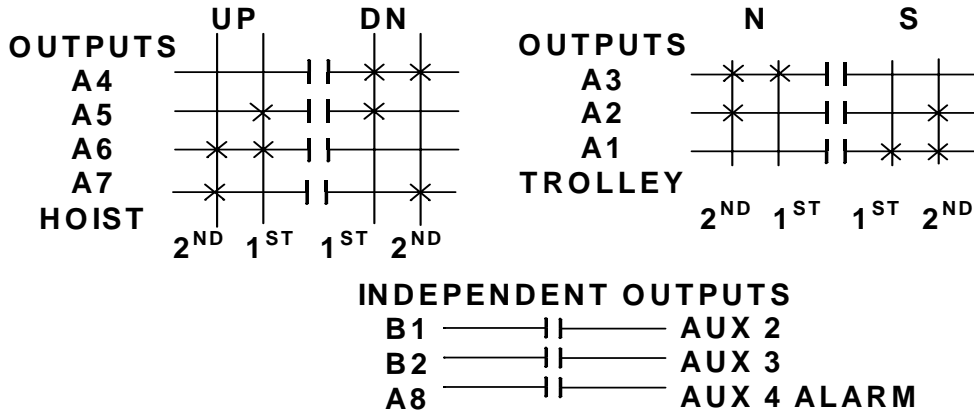 UP DN
OUTPUTS
A4
A5
A6
A7
HOIST
2ND 1ST 1ST 2ND
N S
OUTPUTS
A3
A2
A1
TROLLEY
2ND 1ST 1ST 2ND
INDEPENDENT OUTPUTS
B1 AUX 2
B2 AUX 3
A8 AUX 4 ALARM